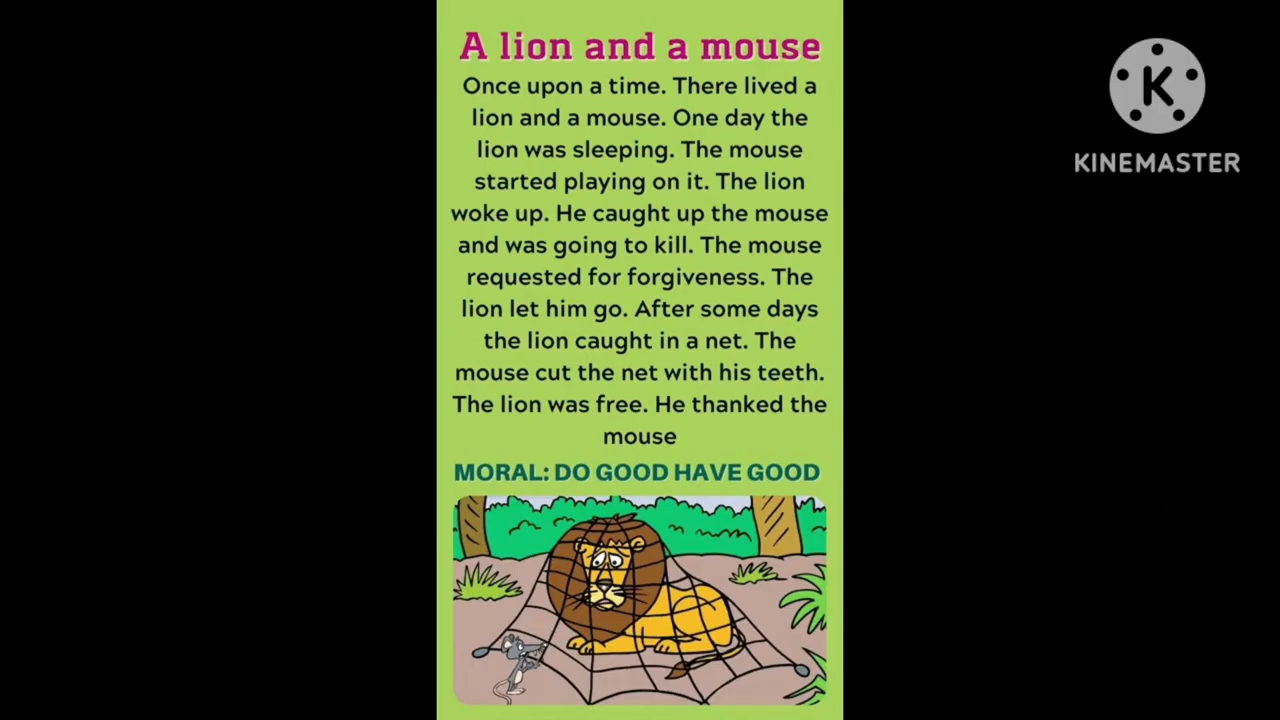 A lion and a mouse
Once upon a time. There lived a
lion and a mouse. One day the
lion was sleeping. The mouse
started playing on it. The lion
woke up. He caught up the mouse
and was going to kill. The mouse
requested for forgiveness. The
lion let him go. After some days
the lion caught in a net. The
mouse cut the net with his teeth.
The lion was free. He thanked the
mouse
MORAL: DO GOOD HAVE GOOD
K
KINEMASTER